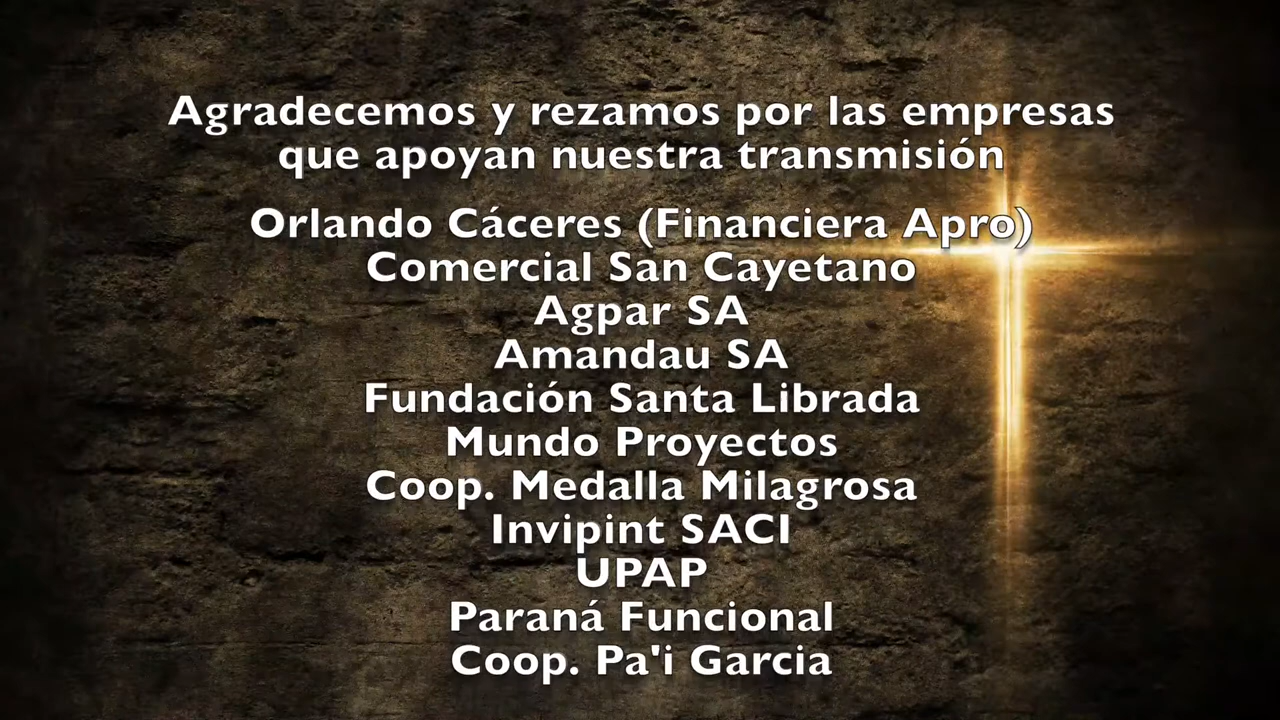 Agradecemos y rezamos por las empresas
que apoyan nuestra transmisión
Orlando Cáceres (Financiera Apro)
Comercial San Cayetano
Agpar SA
Amandau SA
Fundación Santa Librada
Mundo Proyectos
Coop. Medalla Milagrosa
Invipint SACI
UPAP
Paraná Funcional
Coop. Pa'i Garcia